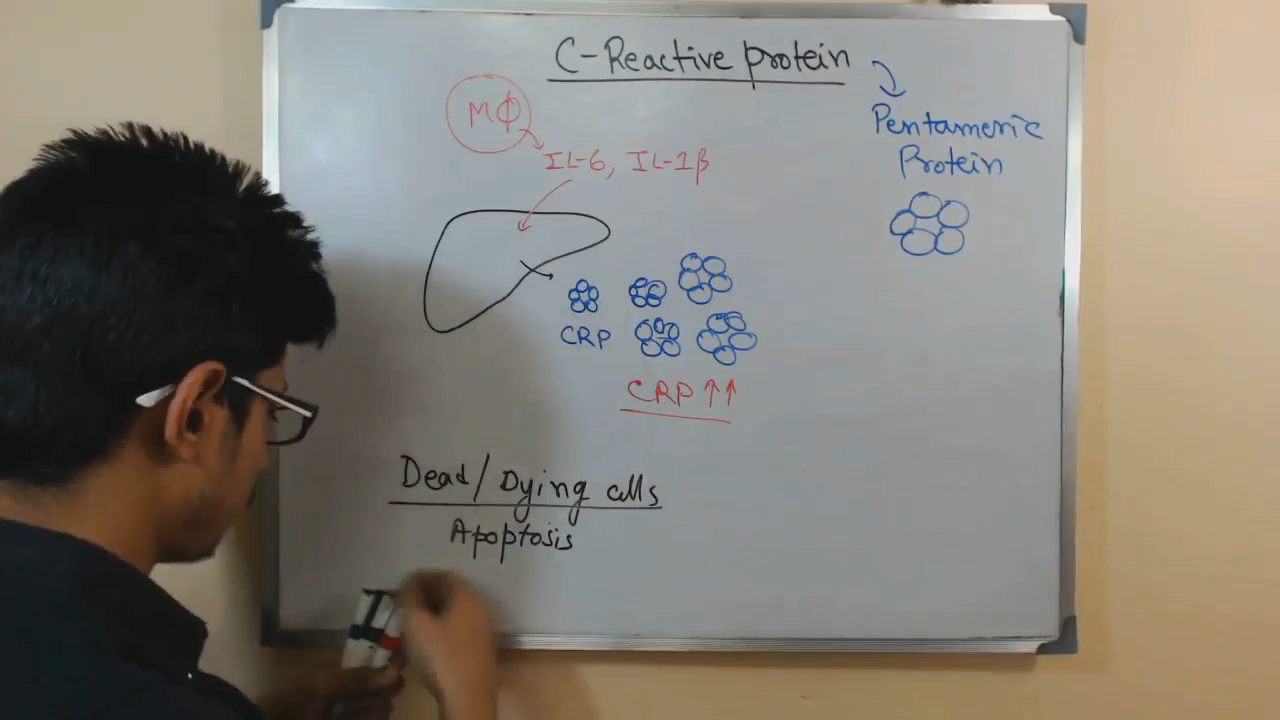 C-Reactive protein
Pentameric
Protein
MΦ
IL-6, IL-1β
CRP
CRP ↑↑
Dead/Dying cells
Apoptosis